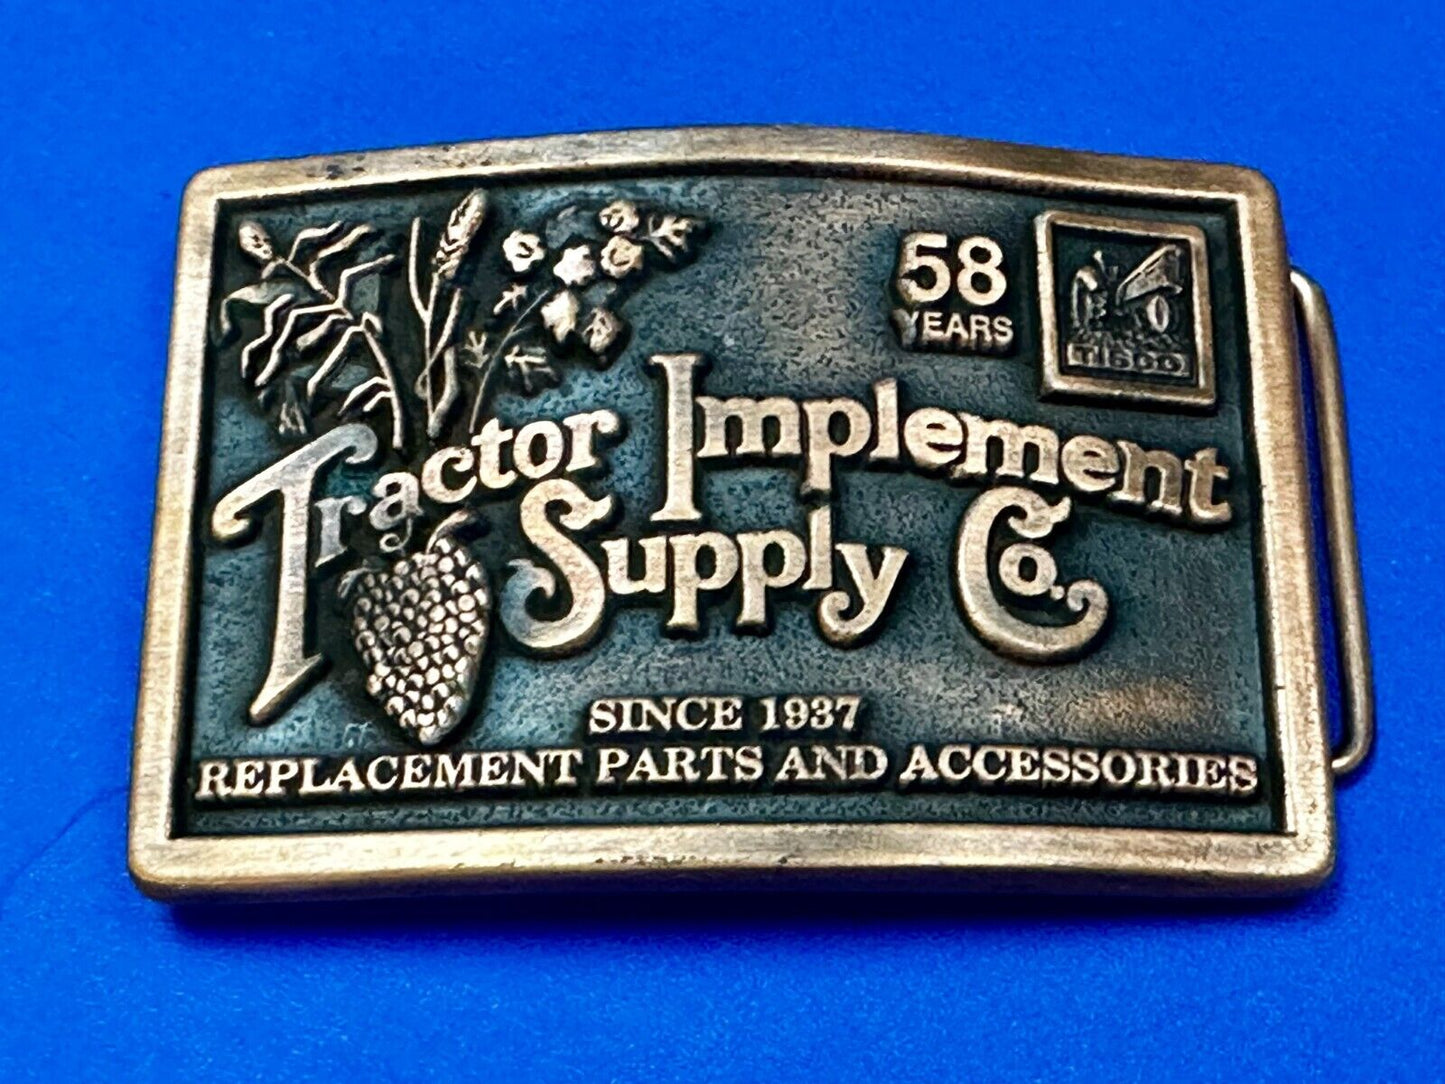 58
YEARS
TISCO
Tractor Implement
Supply Co.
SINCE 1937
REPLACEMENT PARTS AND ACCESSORIES